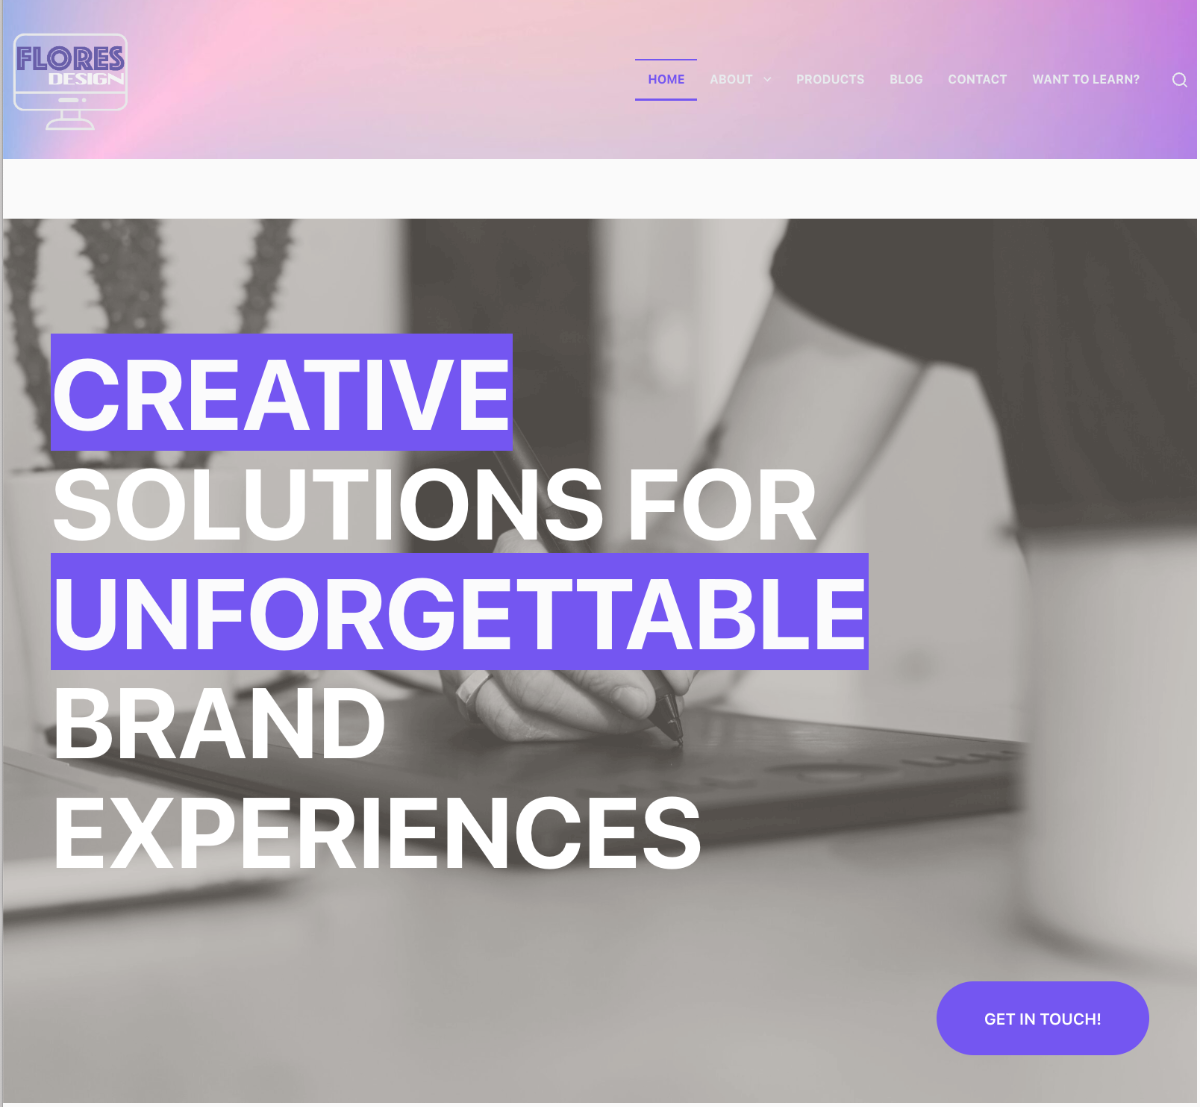 FLORES
DESIGN
HOME ABOUT PRODUCTS BLOG CONTACT WANT TO LEARN?
CREATIVE
SOLUTIONS FOR
UNFORGETTABLE
BRAND
EXPERIENCES
GET IN TOUCH!